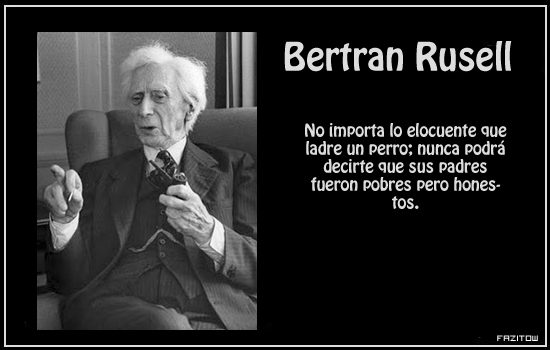 Bertran Rusell
No importa lo elocuente que
ladre un perro; nunca podrá
decirte que sus padres
fueron pobres pero hones-
tos.
FAZITOW